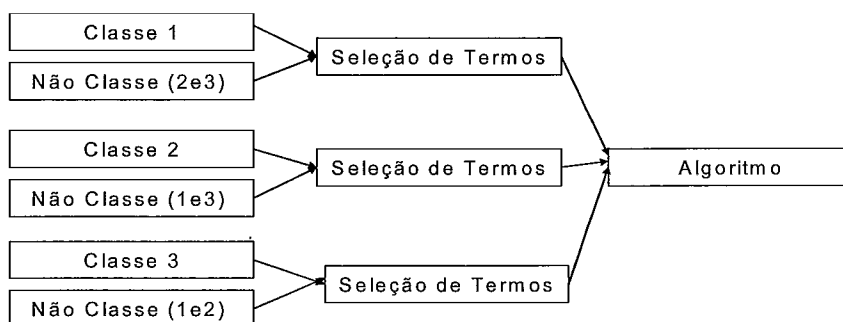 Classe 1
Não Classe (2e3)
Seleção de Termos
Classe 2
Não Classe (1e3)
Seleção de Termos
Algoritmo
Classe 3
Não Classe (1e2)
Seleção de Termos